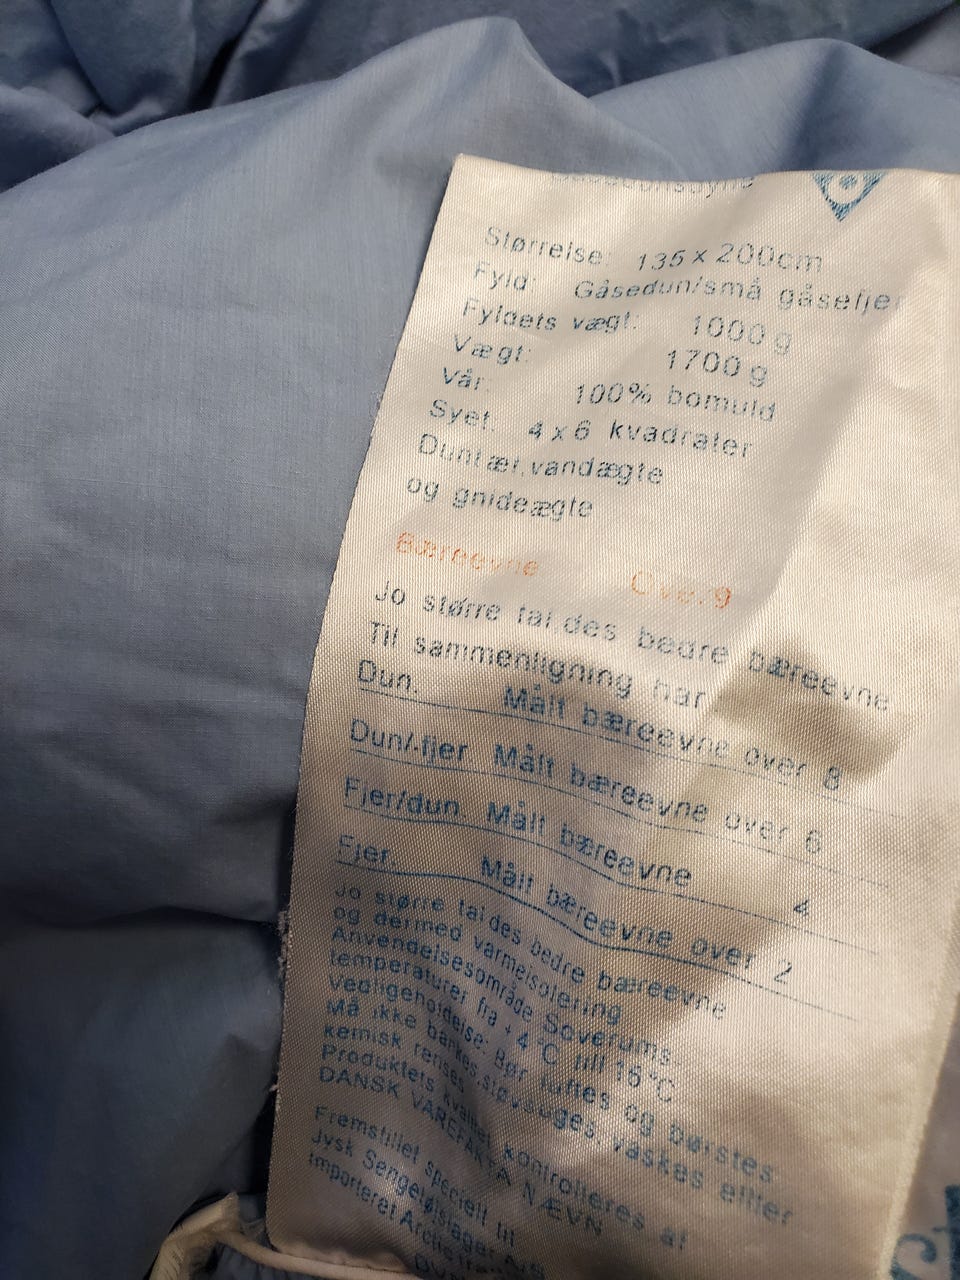 Størrelse: 135 x 200cm
Fyld: Gåsedun/små gåsefjer
Fyldets vægt: 1000 g
Vægt: 1700 g
Vår: 100% bomuld
Syet: 4 x 6 kvadrater
Duntæt, vandægte
og gnideægte
Bæreevne Over 9
Jo større tal des bedre bæreevne
Til sammenligning har
Dun. Målt bæreevne over 8
Dun/-fjer Målt bæreevne over 6
Fjer/dun. Målt bæreevne 4
Fjer. Målt bæreevne over 2
Jo større tal des bedre bæreevne
og dermed varmeisolering
Anvendelsesområde Soverums-
temperaturer fra + 4 °C till 16 °C
Vedligeholdelse: Bør luftes og børstes
Må ikke bankes, støvsuges, vaskes eller
kemisk renses
Produktets kvalitet kontrolleres af
DANSK VAREFAKTA NÆVN
Fremstillet specielt til
Jysk Sengetøjslager A/S
Importeret